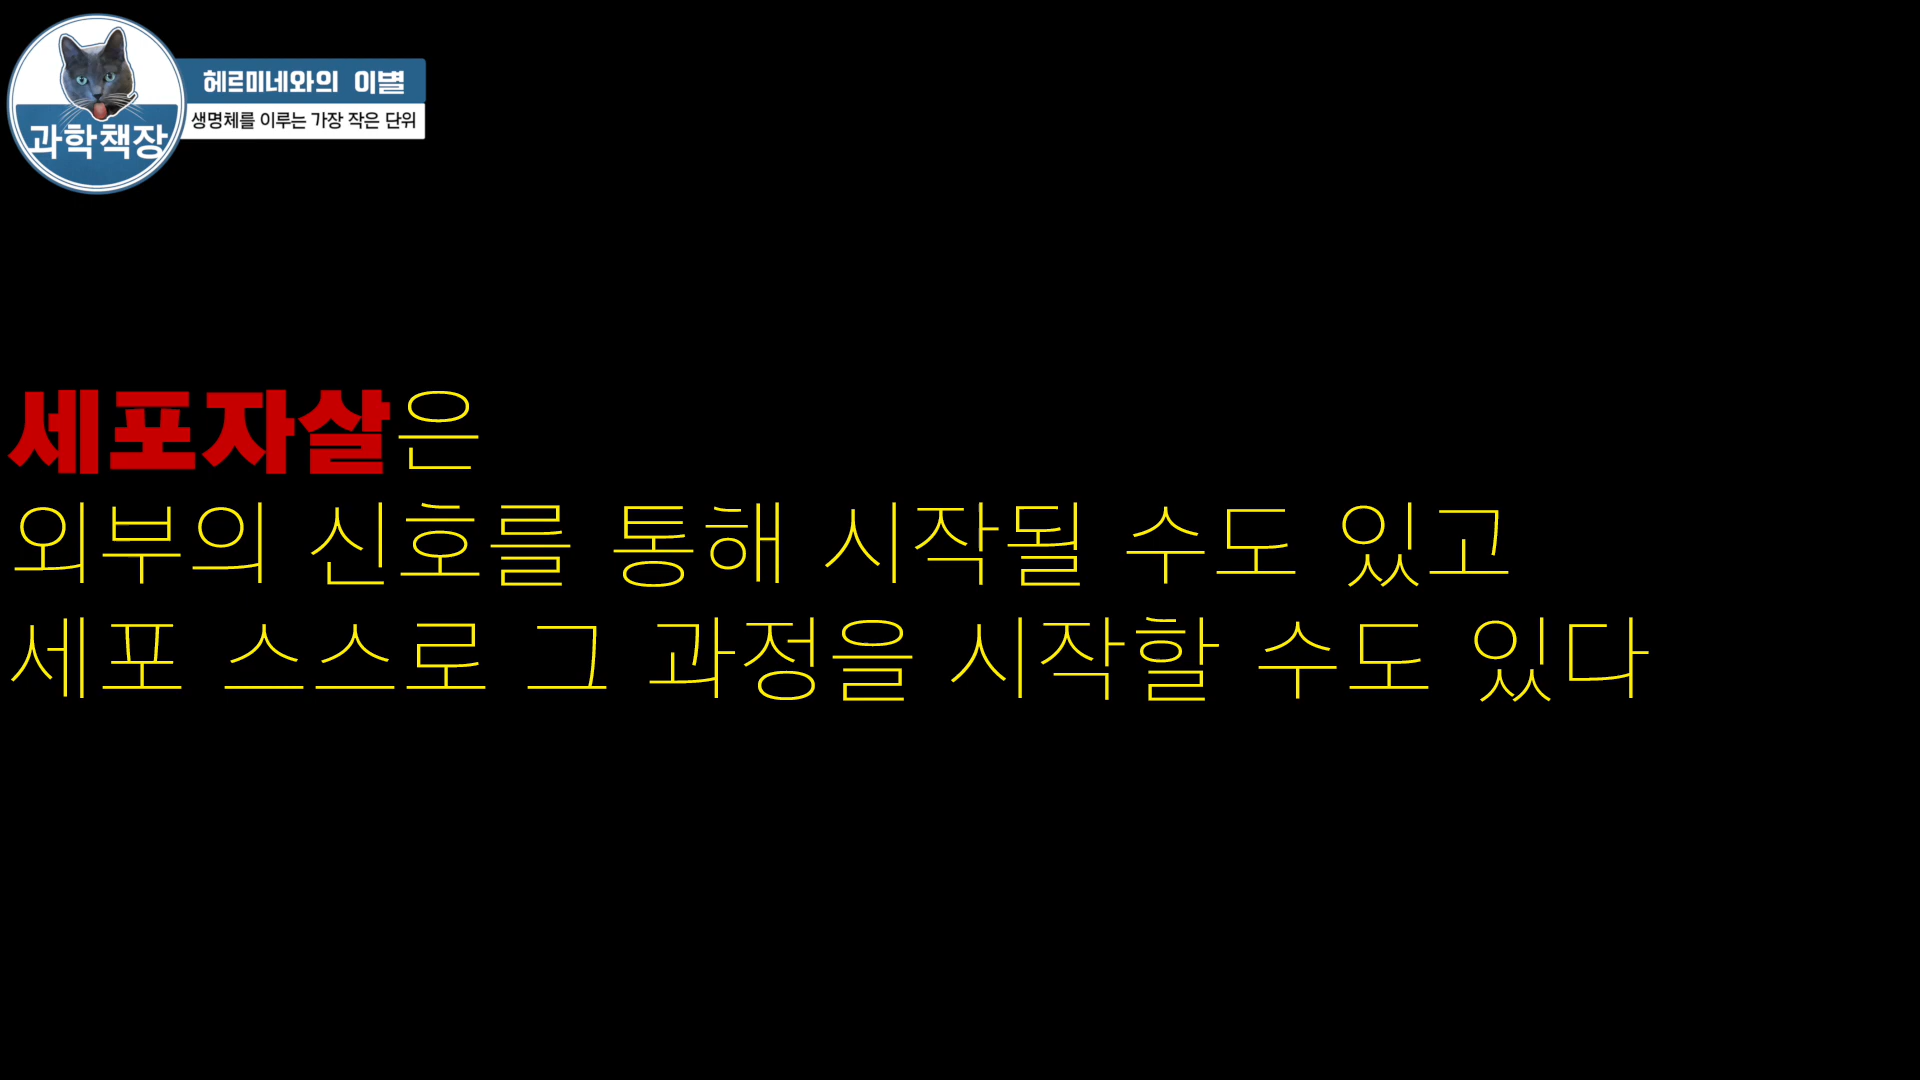 헤르미네와의 이별
생명체를 이루는 가장 작은 단위
과학책장
세포자살은
외부의 신호를 통해 시작될 수도 있고
세포 스스로 그 과정을 시작할 수도 있다